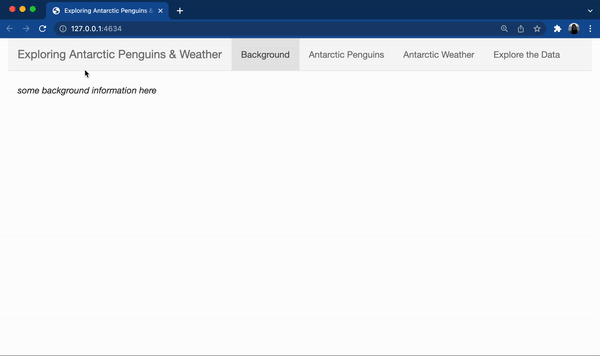 Exploring Antarctic Penguins &
127.0.0.1:4634
Exploring Antarctic Penguins & Weather Background Antarctic Penguins Antarctic Weather Explore the Data
some background information here